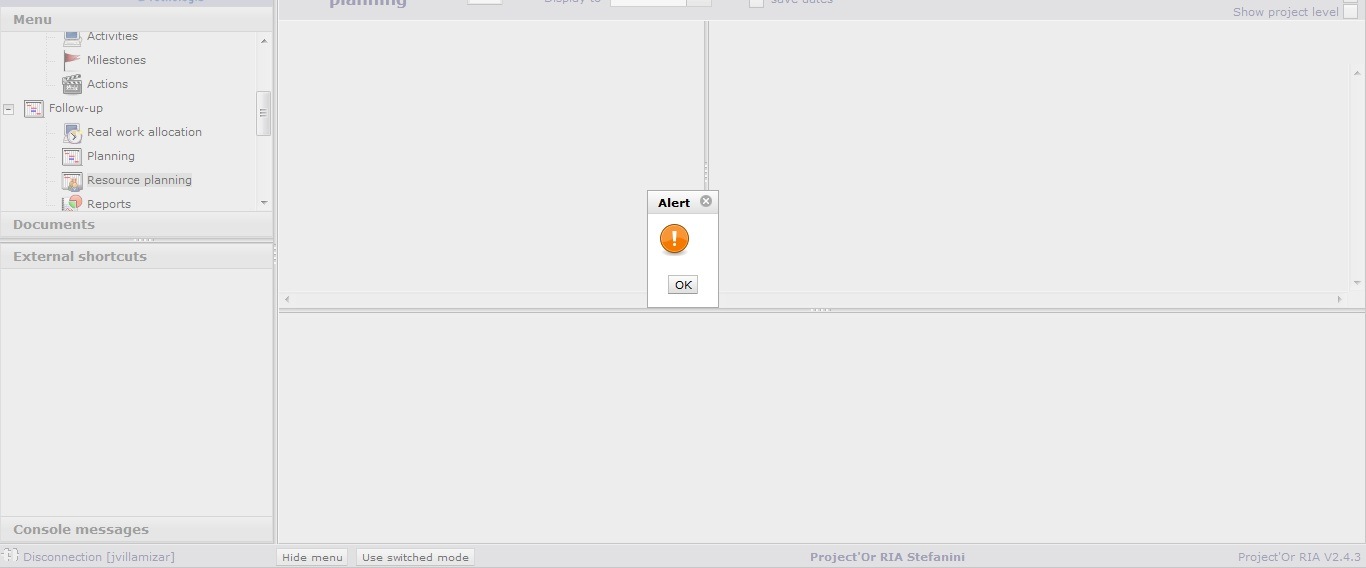 planning
Display to
save dates
Show project level
Menu
Activities
Milestones
Actions
Follow-up
Real work allocation
Planning
Resource planning
Reports
Documents
External shortcuts
Alert
!
OK
Console messages
Disconnection [jvillamizar]
Hide menu
Use switched mode
Project'Or RIA Stefanini
Project'Or RIA V2.4.3